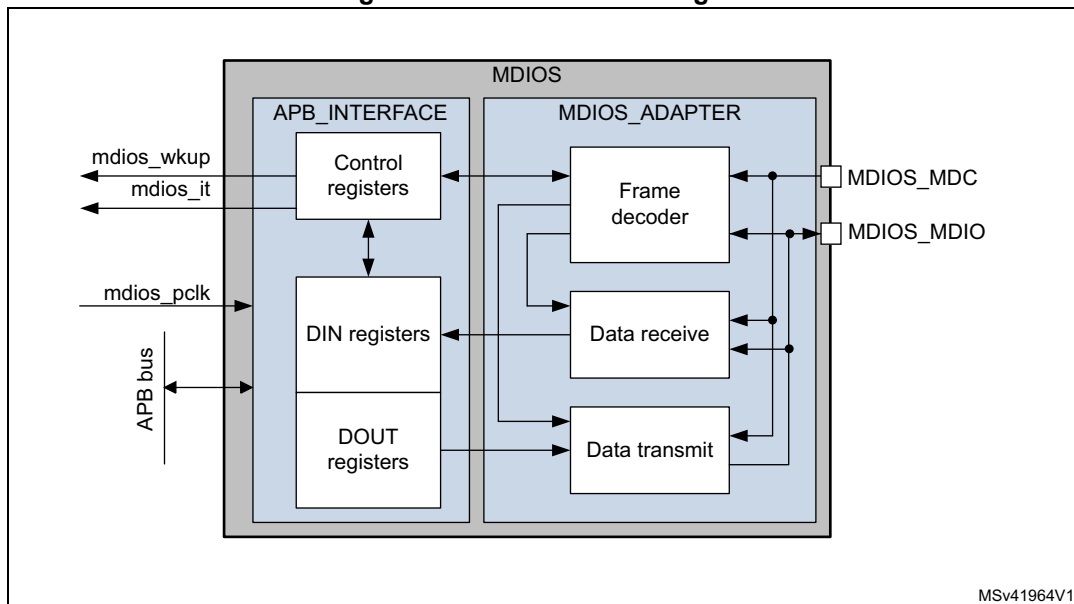 MDIOS
APB_INTERFACE
MDIOS_ADAPTER
mdios_wkup
mdios_it
Control
registers
Frame
decoder
MDIOS_MDC
MDIOS_MDIO
mdios_pclk
DIN registers
Data receive
APB bus
DOUT
registers
Data transmit
MSv41964V1